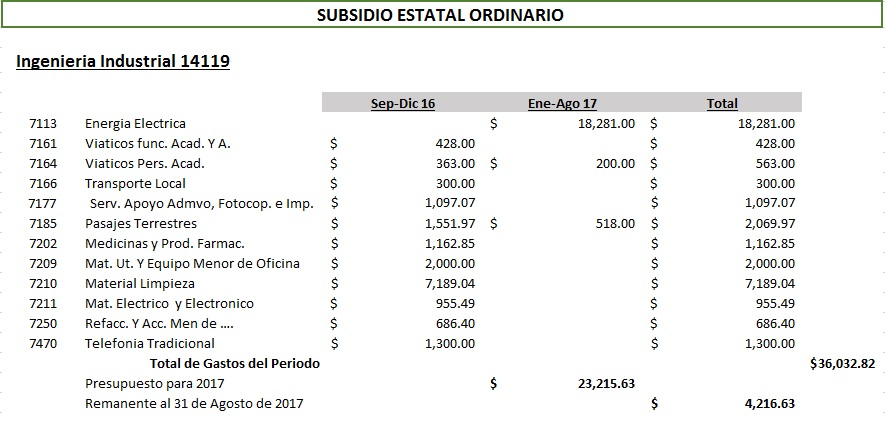 SUBSIDIO ESTATAL ORDINARIO
Ingenieria Industrial 14119
Sep-Dic 16 Ene-Ago 17 Total
7113 Energia Electrica $ 18,281.00 $ 18,281.00
7161 Viaticos func. Acad. Y A. $ 428.00 $ 428.00
7164 Viaticos Pers. Acad. $ 363.00 $ 200.00 $ 563.00
7166 Transporte Local $ 300.00 $ 300.00
7177 Serv. Apoyo Admvo, Fotocop. e Imp. $ 1,097.07 $ 1,097.07
7185 Pasajes Terrestres $ 1,551.97 $ 518.00 $ 2,069.97
7202 Medicinas y Prod. Farmac. $ 1,162.85 $ 1,162.85
7209 Mat. Ut. Y Equipo Menor de Oficina $ 2,000.00 $ 2,000.00
7210 Material Limpieza $ 7,189.04 $ 7,189.04
7211 Mat. Electrico y Electronico $ 955.49 $ 955.49
7250 Refacc. Y Acc. Men de .... $ 686.40 $ 686.40
7470 Telefonia Tradicional $ 1,300.00 $ 1,300.00
Total de Gastos del Periodo $36,032.82
Presupuesto para 2017 $ 23,215.63
Remanente al 31 de Agosto de 2017 $ 4,216.63